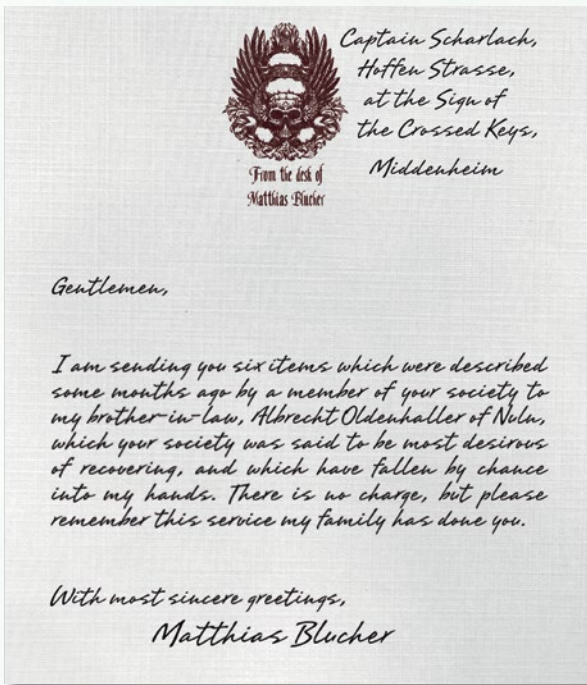 Captain Scharlach,
Hoffen Strasse,
at the Sign of
the Crossed Keys,
Middenheim
From the desk of
Matthias Blucher
Gentlemen,
I am sending you six items which were described
some months ago by a member of your society to
my brother-in-law, Albrecht Oldenhaller of Nuln,
which your society was said to be most desirous
of recovering, and which have fallen by chance
into my hands. There is no charge, but please
remember this service my family has done you.
With most sincere greetings,
Matthias Blucher